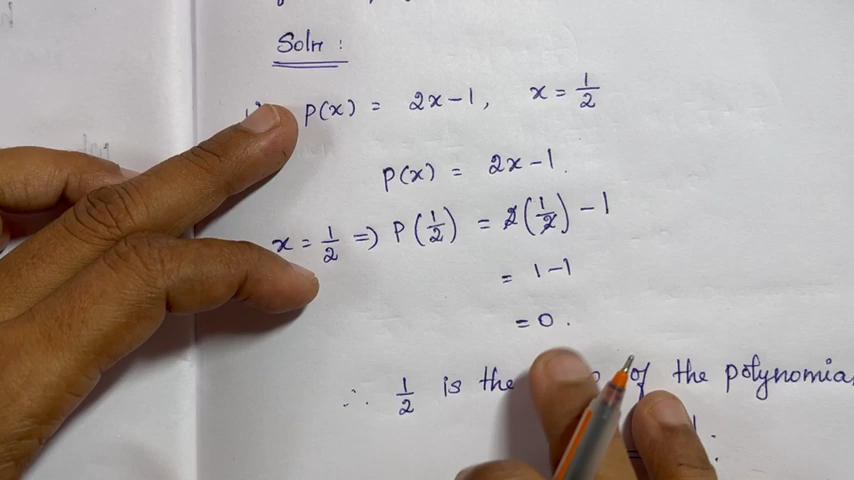 Soln :
P(x) = 2x-1, x = 1/2
P(x) = 2x-1.
x = 1/2 => P(1/2) = 2(1/2) - 1
= 1-1
= 0.
∴ 1/2 is the of the polynomial